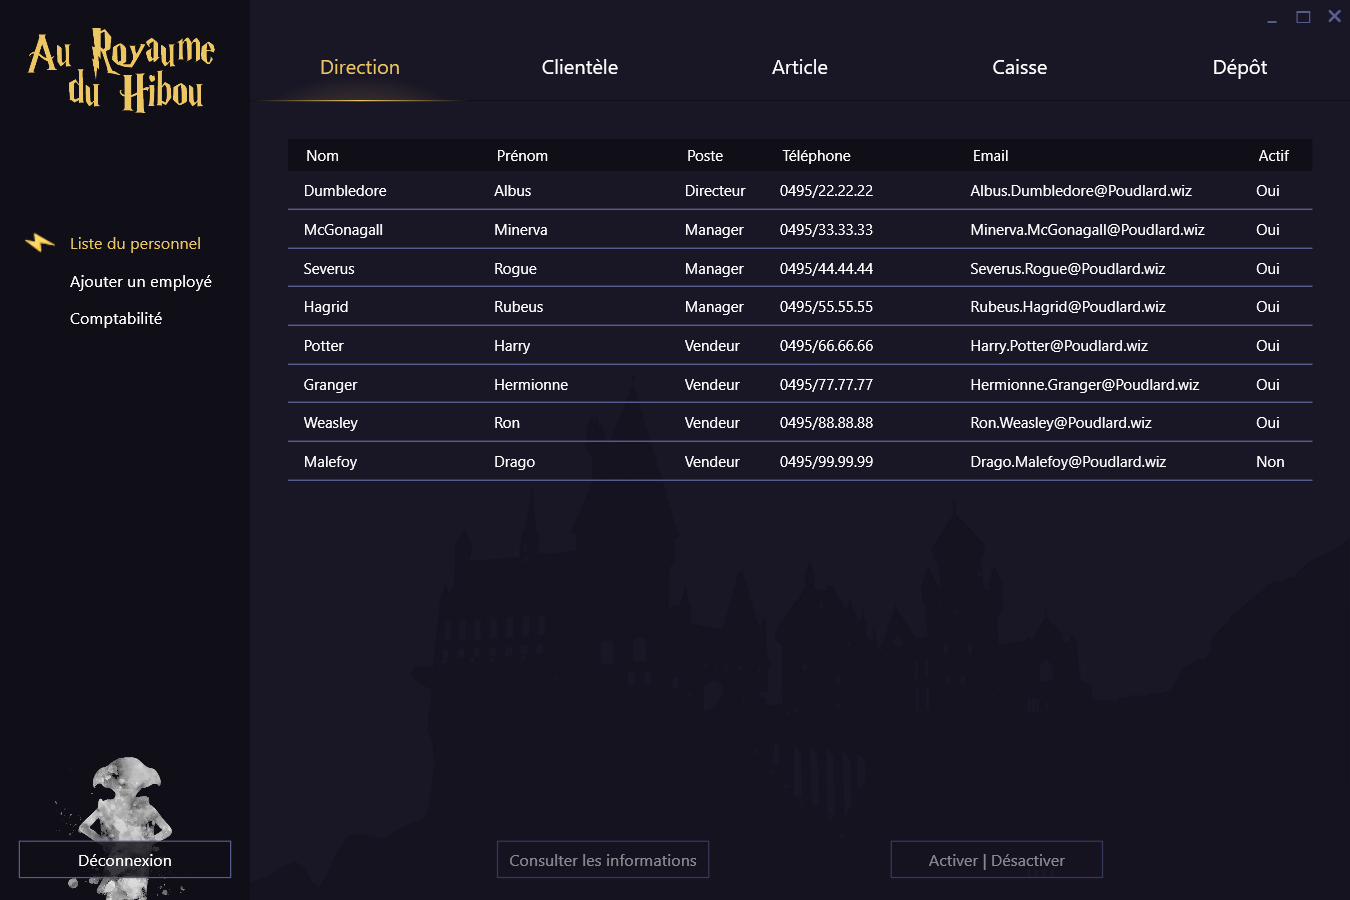 Au Royaume
du Hibou
Direction Clientèle Article Caisse Dépôt
Liste du personnel
Ajouter un employé
Comptabilité
Nom Prénom Poste Téléphone Email Actif
Dumbledore Albus Directeur 0495/22.22.22 Albus.Dumbledore@Poudlard.wiz Oui
McGonagall Minerva Manager 0495/33.33.33 Minerva.McGonagall@Poudlard.wiz Oui
Severus Rogue Manager 0495/44.44.44 Severus.Rogue@Poudlard.wiz Oui
Hagrid Rubeus Manager 0495/55.55.55 Rubeus.Hagrid@Poudlard.wiz Oui
Potter Harry Vendeur 0495/66.66.66 Harry.Potter@Poudlard.wiz Oui
Granger Hermionne Vendeur 0495/77.77.77 Hermionne.Granger@Poudlard.wiz Oui
Weasley Ron Vendeur 0495/88.88.88 Ron.Weasley@Poudlard.wiz Oui
Malefoy Drago Vendeur 0495/99.99.99 Drago.Malefoy@Poudlard.wiz Non
Déconnexion
Consulter les informations
Activer | Désactiver